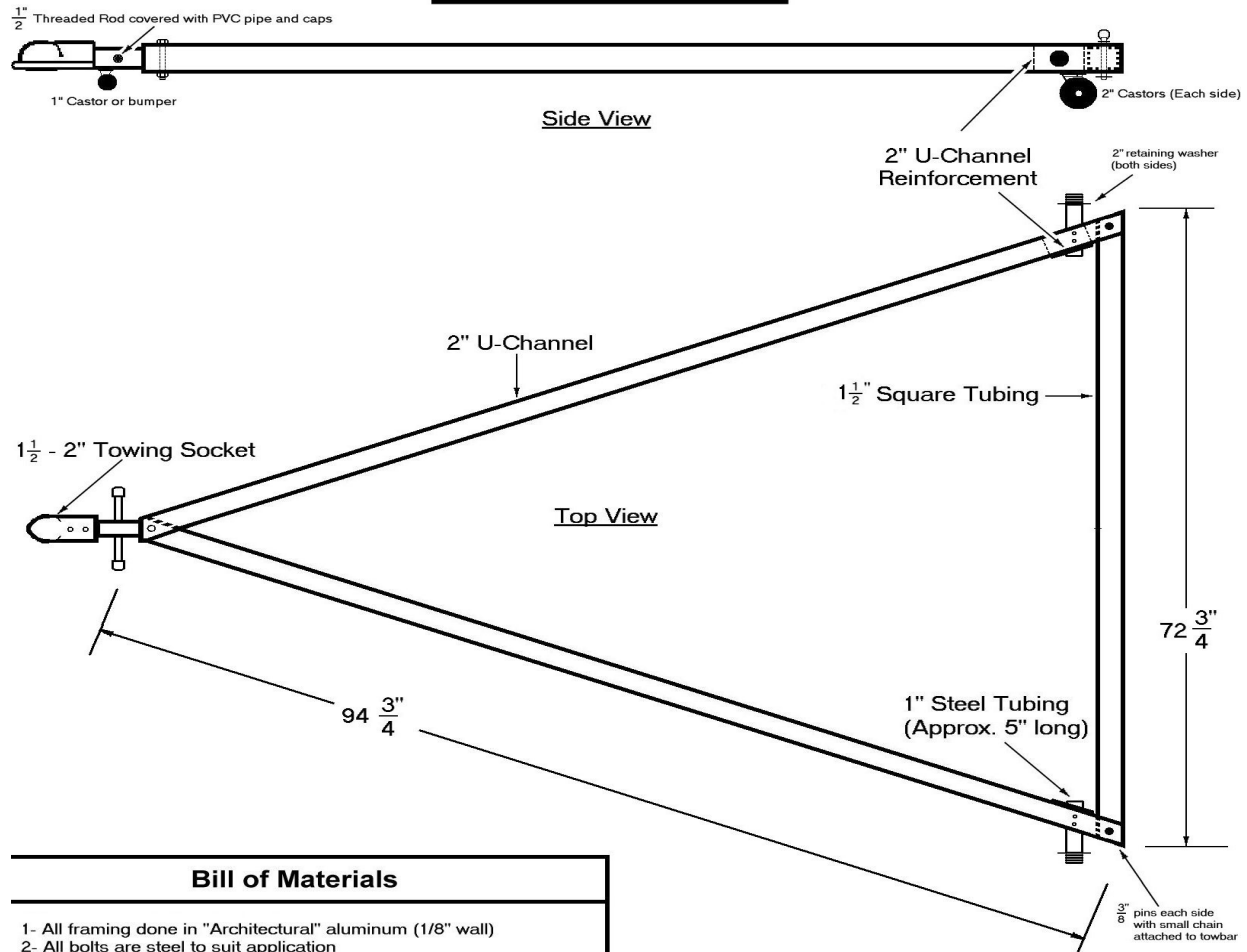 1/2" Threaded Rod covered with PVC pipe and caps
1" Castor or bumper
2" Castors (Each side)
Side View
2" U-Channel
Reinforcement
2" retaining washer
(both sides)
2" U-Channel
1 1/2" Square Tubing
1 1/2 - 2" Towing Socket
Top View
72 3/4"
1" Steel Tubing
(Approx. 5" long)
94 3/4"
3/8 pins each side
with small chain
attached to towbar
Bill of Materials
1- All framing done in "Architectural" aluminum (1/8" wall)
2- All bolts are steel to suit application